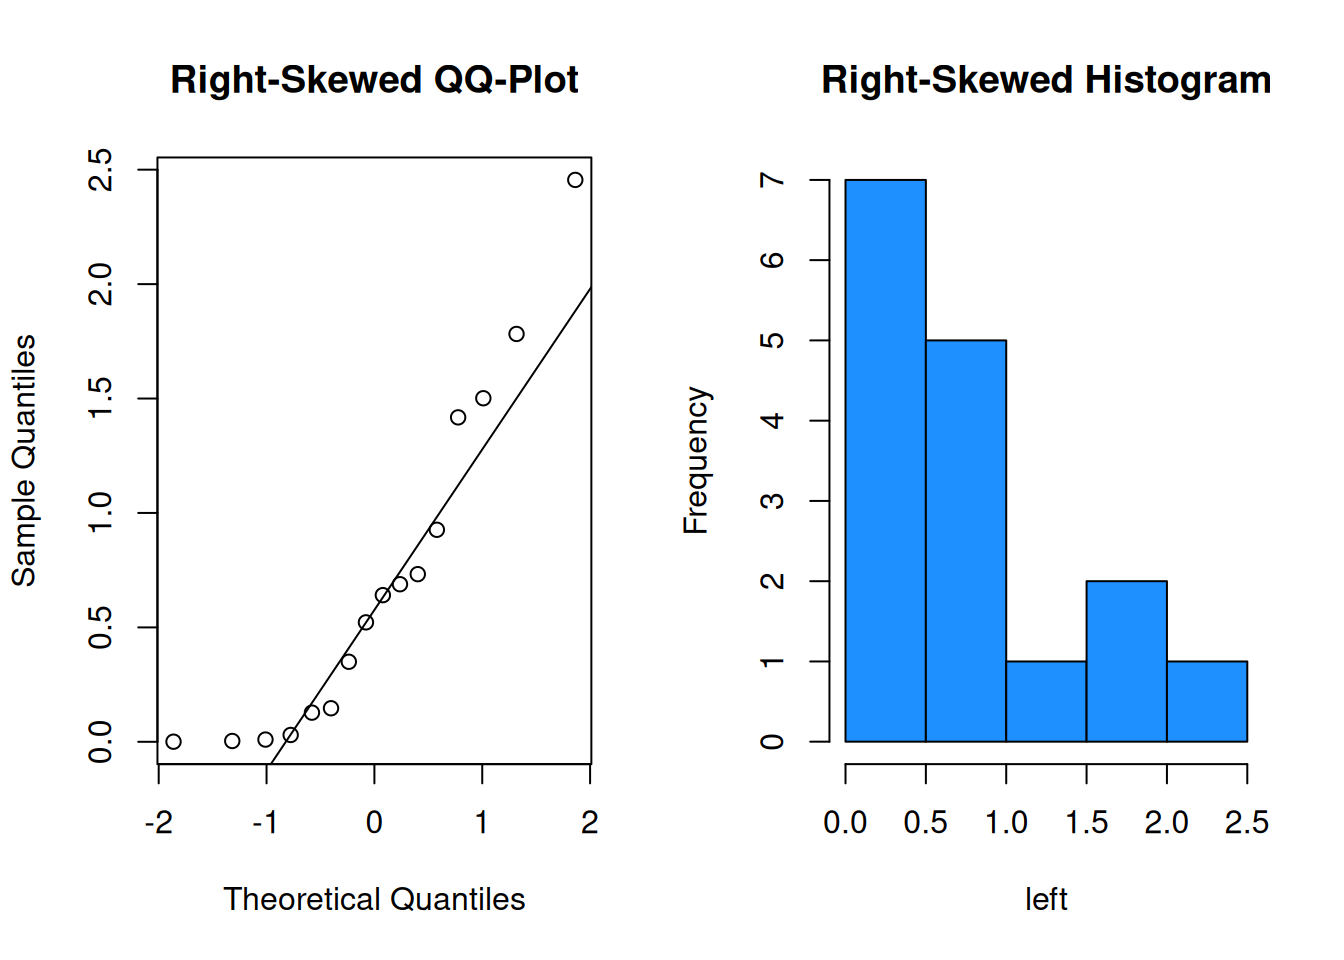 Right-Skewed QQ-Plot
Sample Quantiles
2.5
2.0
1.5
1.0
0.5
0.0
-2 -1 0 1 2
Theoretical Quantiles
Right-Skewed Histogram
Frequency
7
6
5
4
3
2
1
0
0.0 0.5 1.0 1.5 2.0 2.5
left